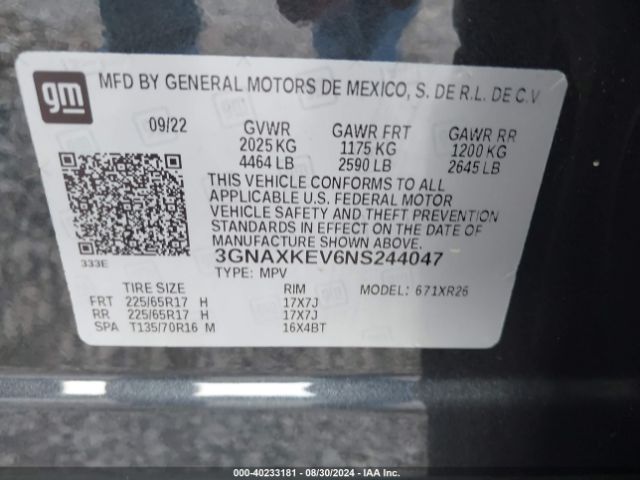 gm
MFD BY GENERAL MOTORS DE MEXICO, S. DE R.L. DE C.V
09/22 GVWR GAWR FRT GAWR RR
2025 KG 1175 KG 1200 KG
4464 LB 2590 LB 2645 LB
THIS VEHICLE CONFORMS TO ALL
APPLICABLE U.S. FEDERAL MOTOR
VEHICLE SAFETY AND THEFT PREVENTION
STANDARDS IN EFFECT ON THE DATE OF
MANUFACTURE SHOWN ABOVE.
333E 3GNAXKEV6NS244047
TYPE: MPV
TIRE SIZE RIM MODEL: 671XR26
FRT 225/65R17 H 17X7J
RR 225/65R17 H 17X7J
SPA T135/70R16 M 16X4BT
STOCK #: 40233181 - 08/30/2024 - IAA Inc.